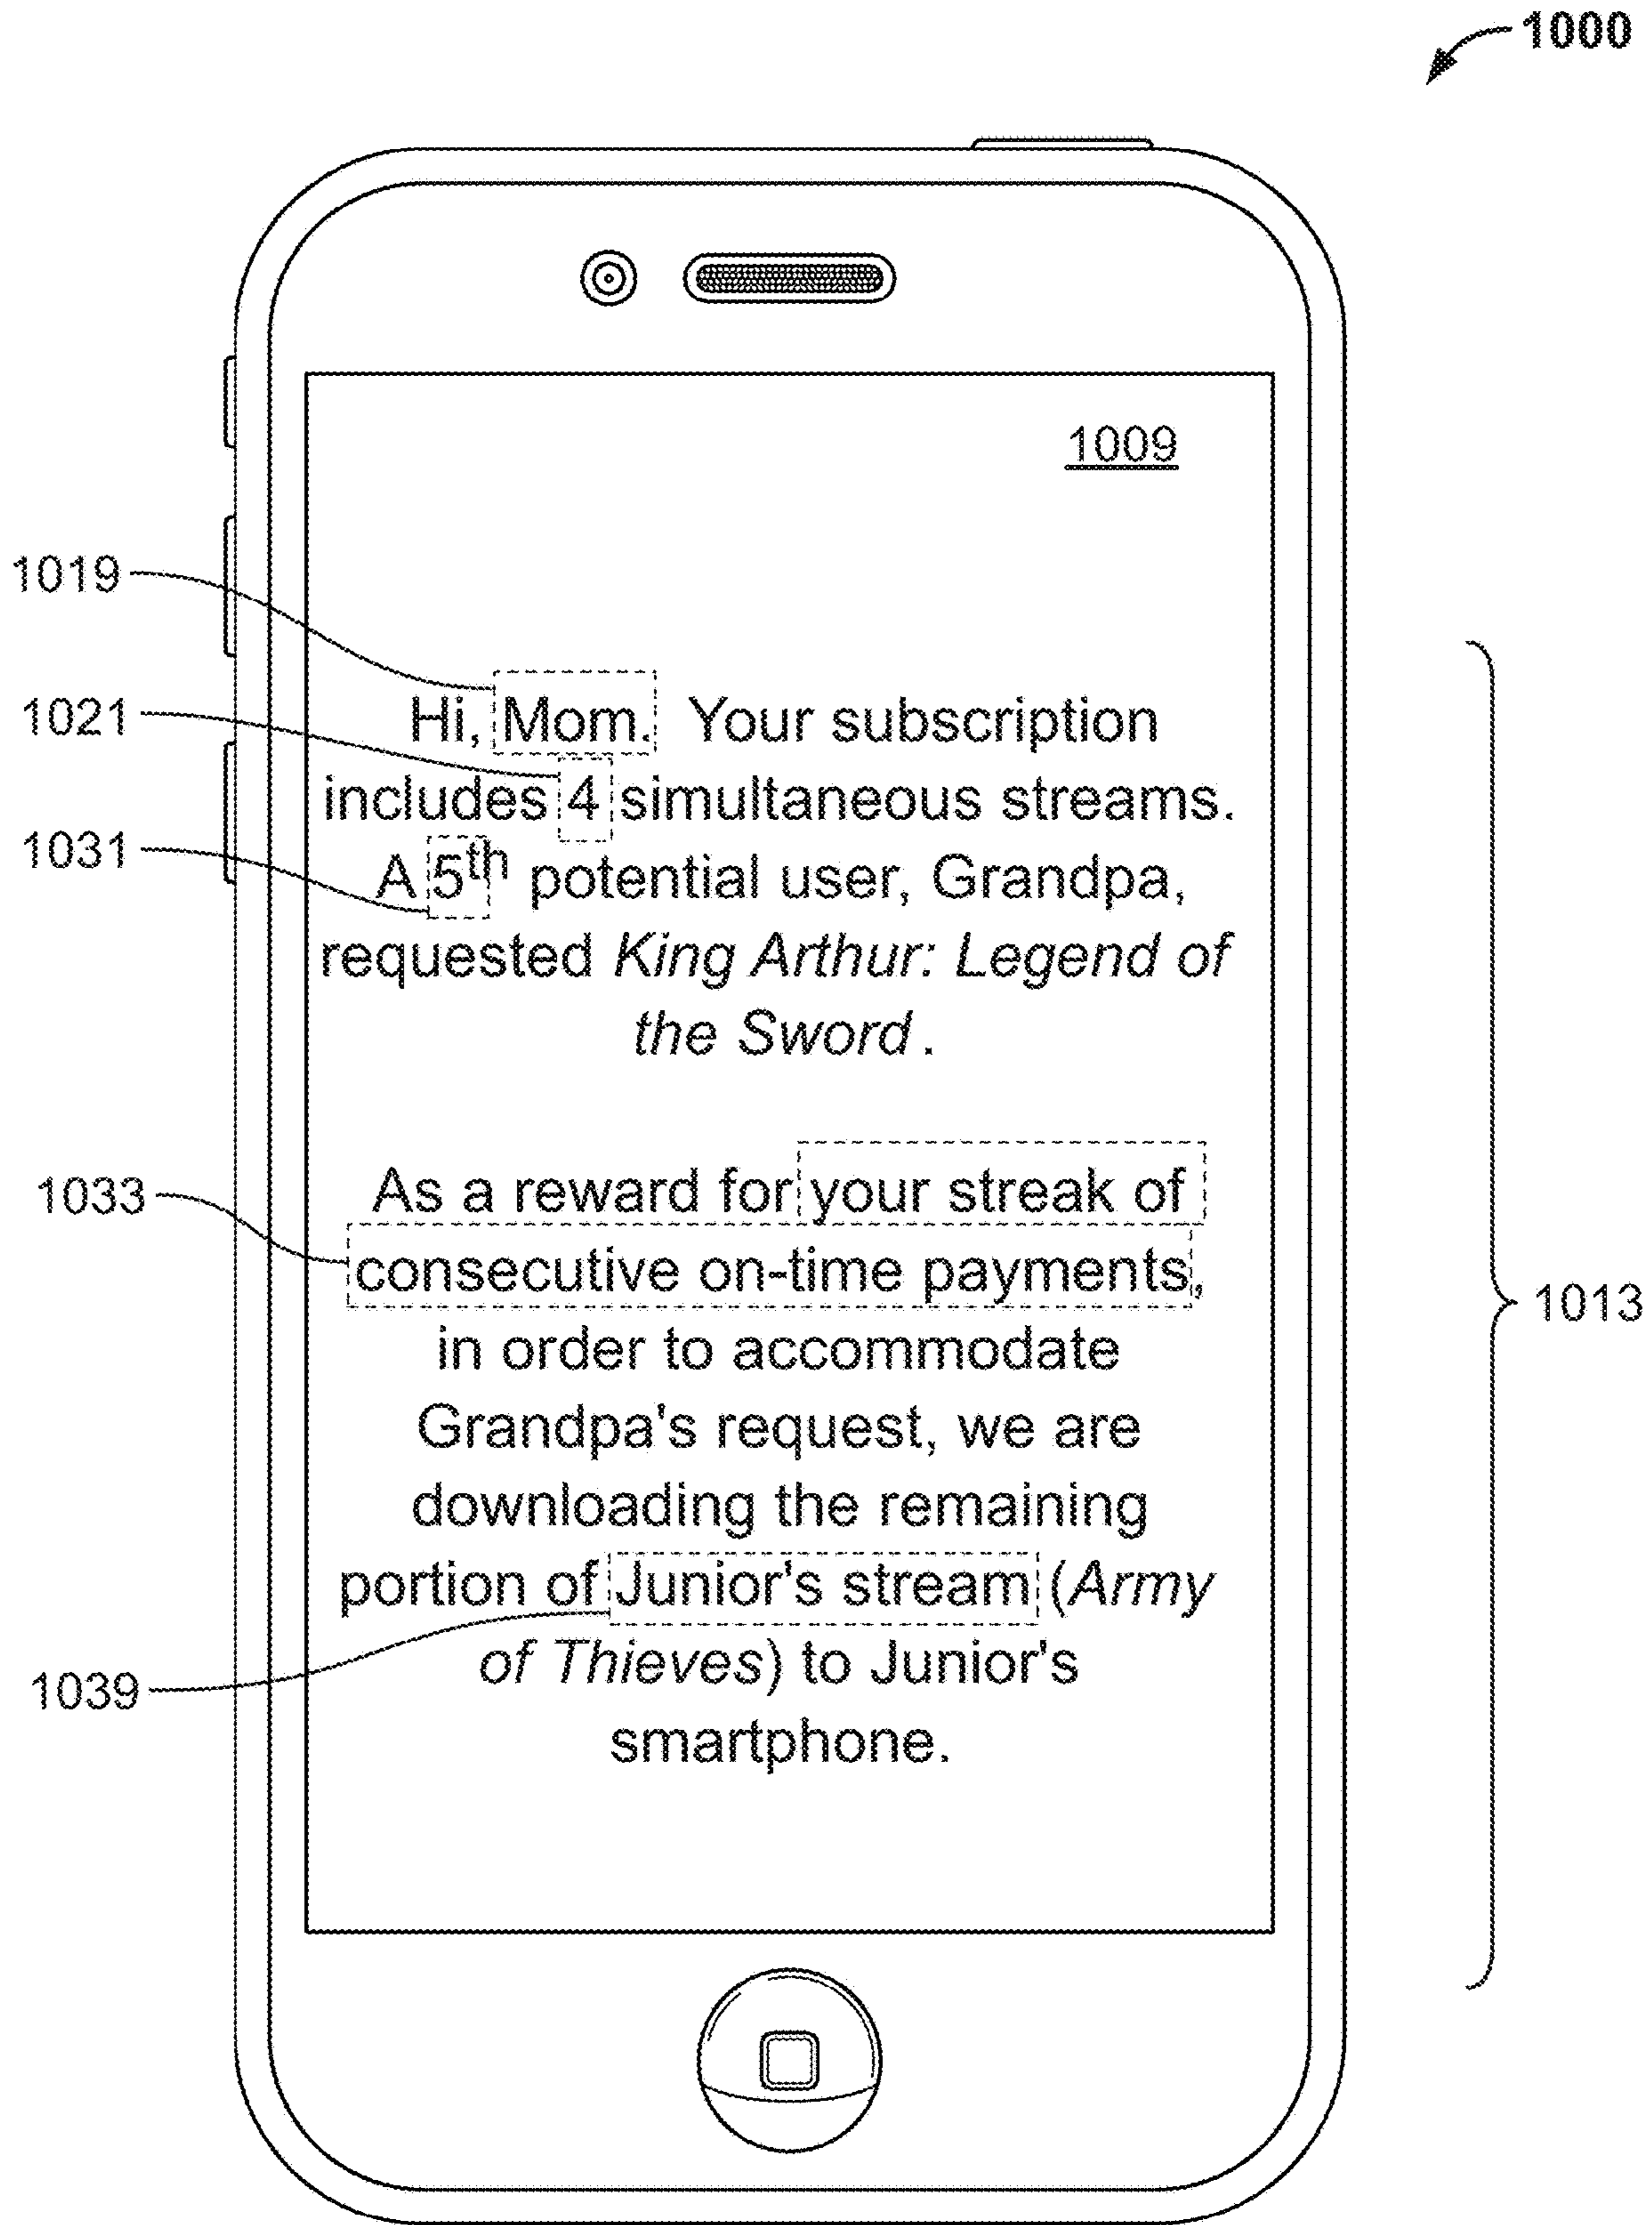 1000
1009
1019
Hi, Mom. Your subscription
1021
includes 4 simultaneous streams.
1031
A 5th potential user, Grandpa,
requested King Arthur: Legend of
the Sword.
1033
As a reward for your streak of
consecutive on-time payments,
1013
in order to accommodate
Grandpa's request, we are
downloading the remaining
portion of Junior's stream (Army
1039
of Thieves) to Junior's
smartphone.